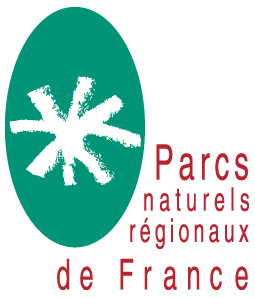 Parcs
naturels
régionaux
de France